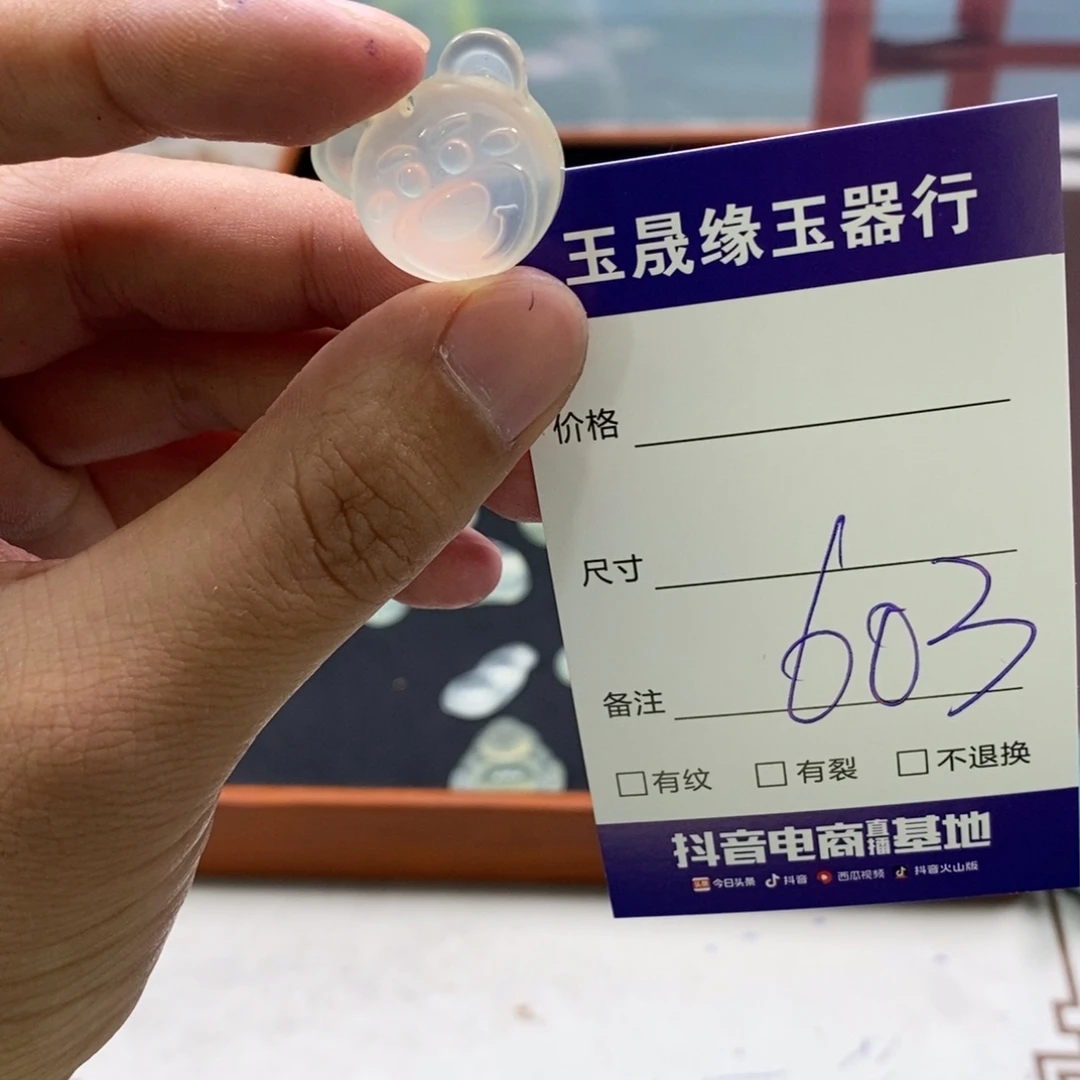 玉晟缘玉器行
价格
尺寸
603
备注
有纹 有裂 不退换
抖音电商直播基地
头条 今日头条 抖音 西瓜视频 抖音火山版